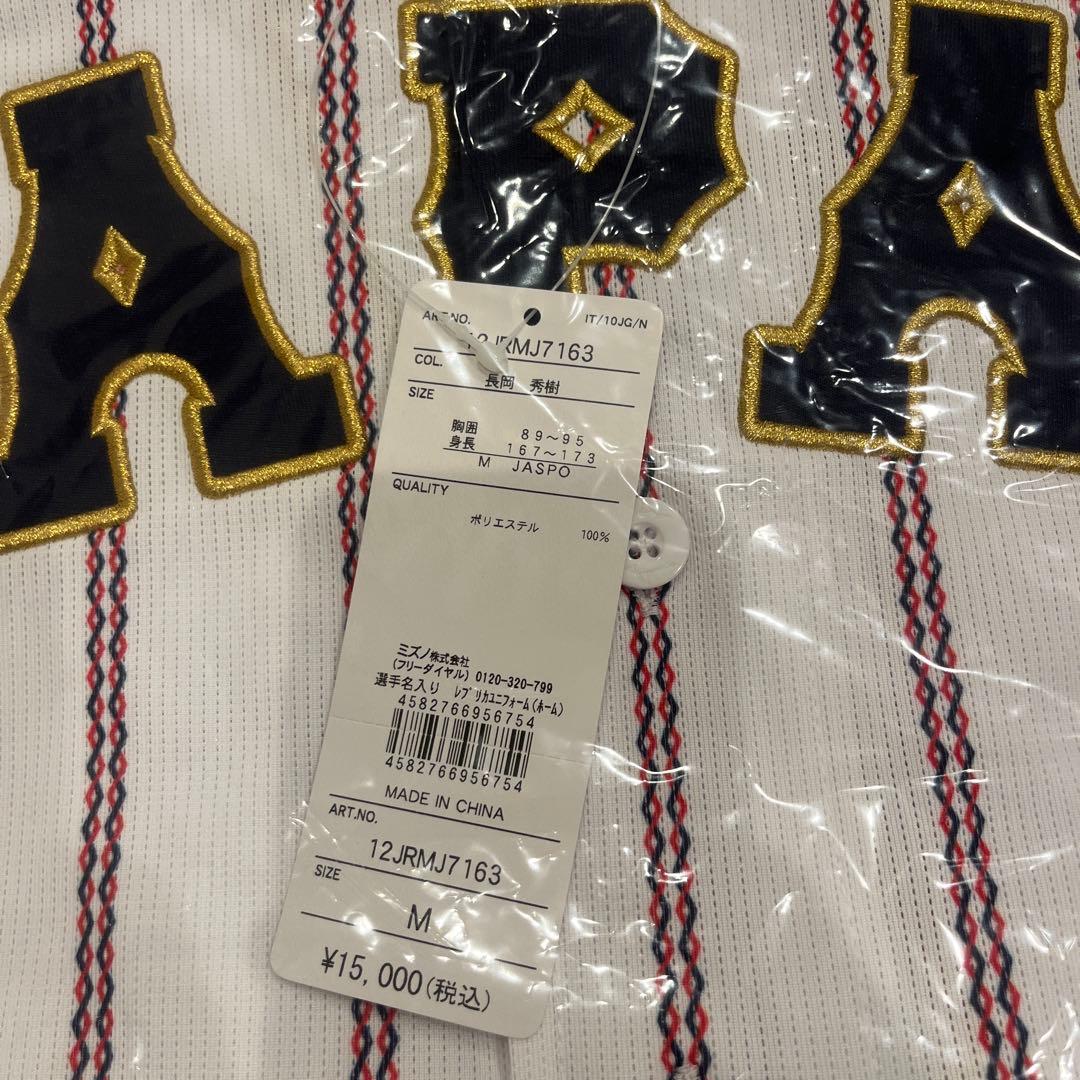 APA
ART.NO. IT/10JG/N
12JRMJ7163
COL.
長岡 秀樹
SIZE
胸囲 89～95
身長 167～173
M JASPO
QUALITY
ポリエステル 100%
ミズノ株式会社
(フリーダイヤル) 0120-320-799
選手名入り レプリカユニフォーム(ホーム)
4582766956754
4582766956754
MADE IN CHINA
ART.NO.
12JRMJ7163
SIZE
M
¥15,000(税込)